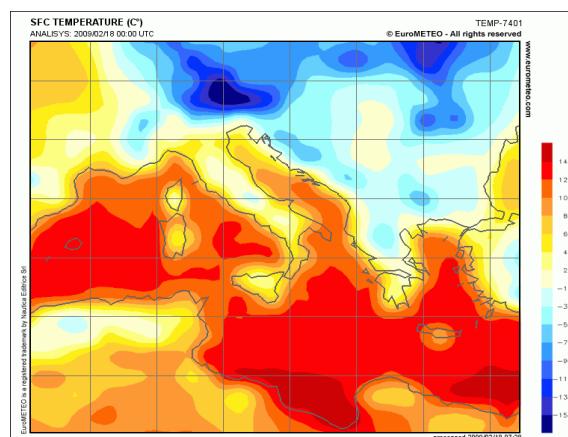 SFC TEMPERATURE (C°)
TEMP-7401
ANALISYS: 2009/02/18 00:00 UTC
© EuroMETEO - All rights reserved
www.eurometeo.com
EuroMETEO is a registered trademark by Nautica Editrice Srl
14
12
10
8
6
4
2
-1
-3
-5
-7
-9
-11
-13
-15